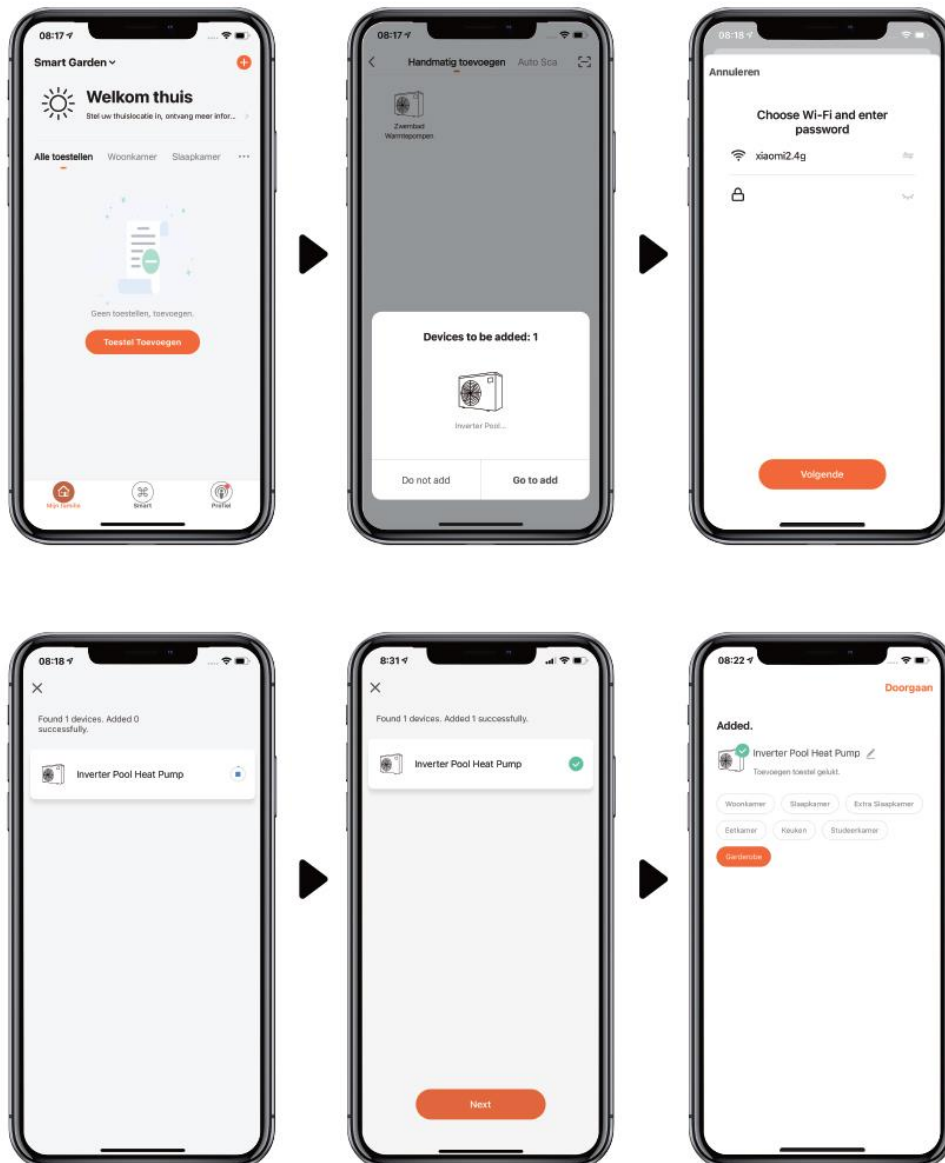 08:17
Smart Garden
Welkom thuis
Stel uw thuislocatie in, ontvang meer infor...
Alle toestellen Woonkamer Slaapkamer ...
Geen toestellen, toevoegen.
Toestel Toevoegen
Mijn familie Smart Profiel
08:17
Handmatig toevoegen Auto Sca
Zwembad
Warmtepompen
Devices to be added: 1
Inverter Pool...
Do not add Go to add
08:18
Annuleren
Choose Wi-Fi and enter
password
xiaomi2.4g
Volgende
08:18
Found 1 devices. Added 0
successfully.
Inverter Pool Heat Pump
8:31
Found 1 devices. Added 1 successfully.
Inverter Pool Heat Pump
Next
08:22
Doorgaan
Added.
Inverter Pool Heat Pump
Toevoegen toestel gelukt.
Woonkamer Slaapkamer Extra Slaapkamer
Eetkamer Keuken Studeerkamer
Garderobe